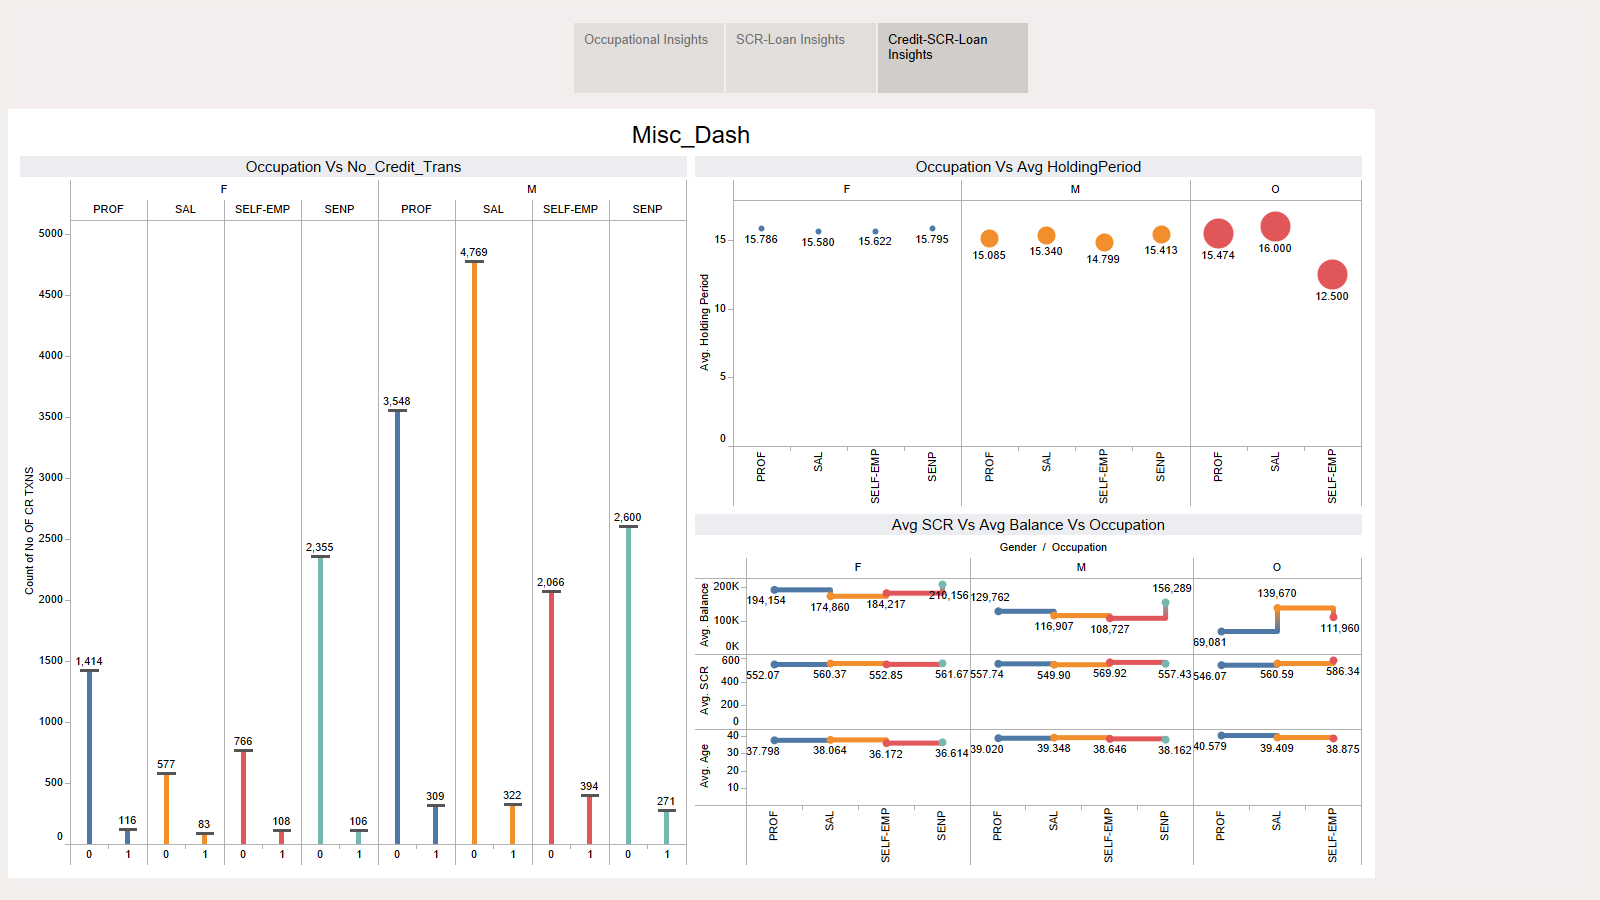 Occupational Insights
SCR-Loan Insights
Credit-SCR-Loan
Insights
Misc_Dash
Occupation Vs No_Credit_Trans
F M
PROF SAL SELF-EMP SENP PROF SAL SELF-EMP SENP
Count of No OF CR TXNS
5000
4500
4000
3500
3000
2500
2000
1500
1000
500
0
1,414 116 577 83 766 108 2,355 106 3,548 309 4,769 322 2,066 394 2,600 271
0 1 0 1 0 1 0 1 0 1 0 1 0 1 0 1
Occupation Vs Avg HoldingPeriod
F M O
Avg. Holding Period
15
10
5
0
15.786 15.580 15.622 15.795 15.085 15.340 14.799 15.413 15.474 16.000 12.500
PROF SAL SELF-EMP SENP PROF SAL SELF-EMP SENP PROF SAL SELF-EMP
Avg SCR Vs Avg Balance Vs Occupation
Gender / Occupation
F M O
Avg. Balance
200K
100K
0K
194,154 174,860 184,217 210,156 129,762 116,907 108,727 156,289 69,081 139,670 111,960
Avg. SCR
600
400
200
0
552.07 560.37 552.85 561.67 557.74 549.90 569.92 557.43 546.07 560.59 586.34
Avg. Age
40
30
20
10
37.798 38.064 36.172 36.614 39.020 39.348 38.646 38.162 40.579 39.409 38.875
PROF SAL SELF-EMP SENP PROF SAL SELF-EMP SENP PROF SAL SELF-EMP